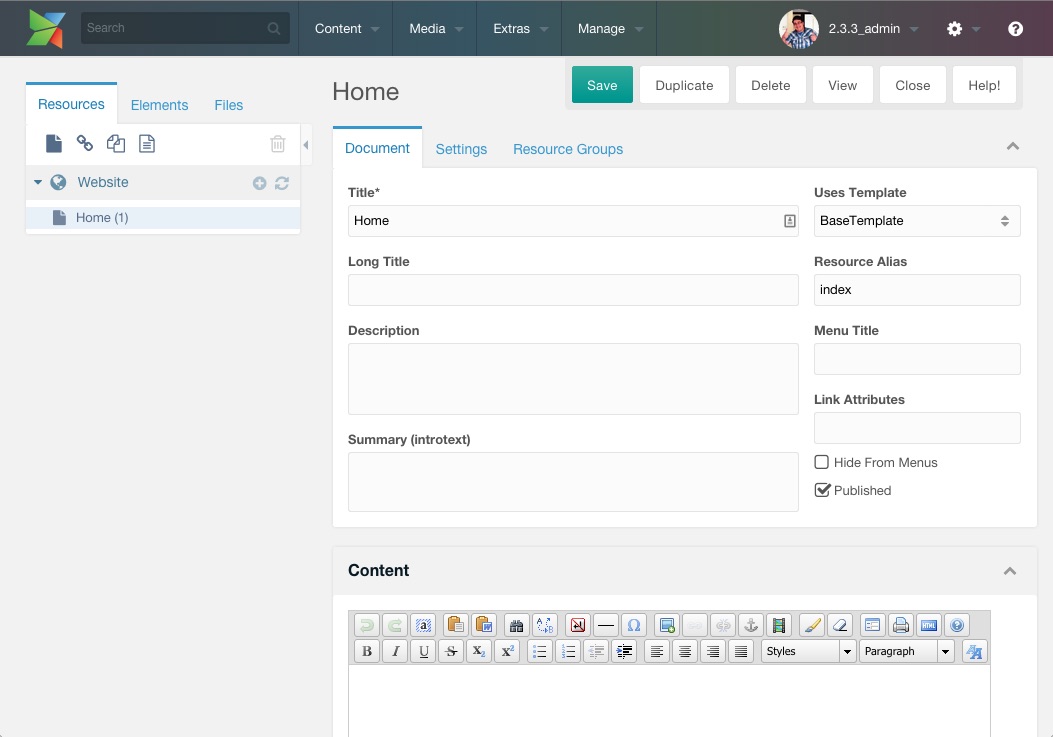 Search
Content
Media
Extras
Manage
2.3.3_admin
Resources
Elements
Files
Home
Save
Duplicate
Delete
View
Close
Help!
Document
Settings
Resource Groups
Website
Home (1)
Title*
Uses Template
Home
BaseTemplate
Long Title
Resource Alias
index
Description
Menu Title
Link Attributes
Summary (introtext)
Hide From Menus
Published
Content
B I U S X₂ X² Styles Paragraph